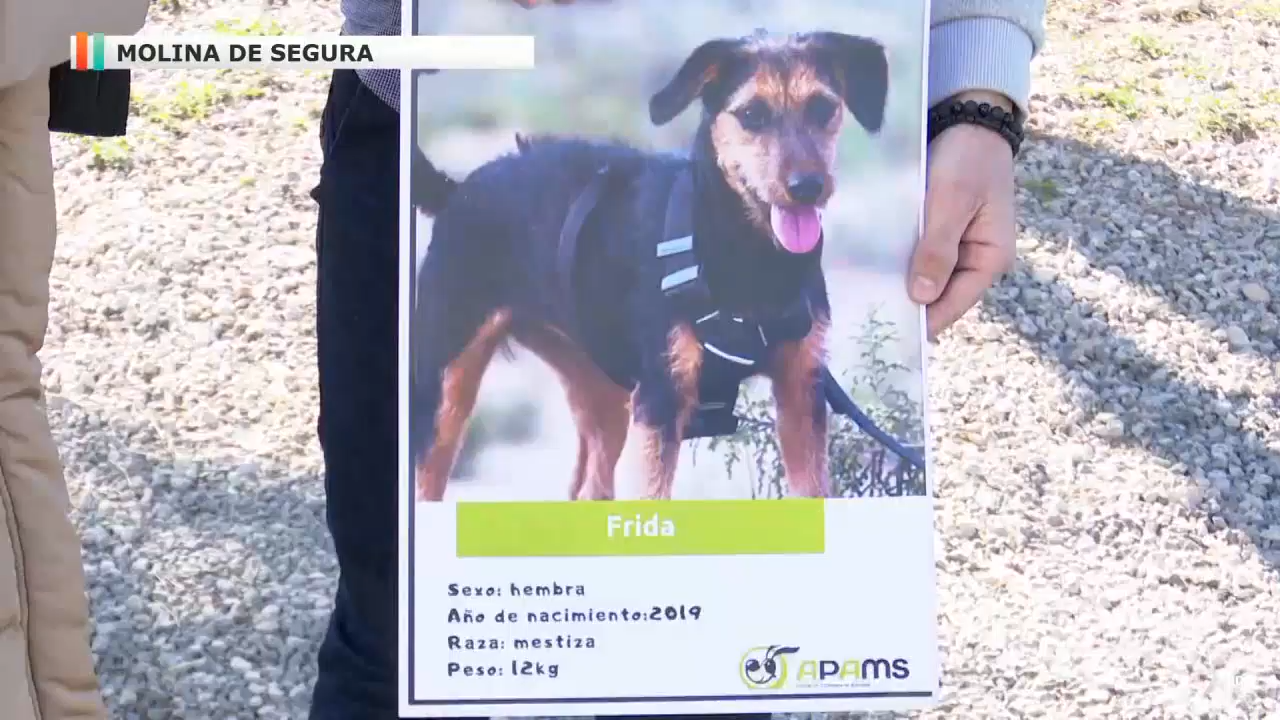 MOLINA DE SEGURA
Frida
Sexo: hembra
Año de nacimiento:2019
Raza: mestiza
Peso: 12kg
APAMS